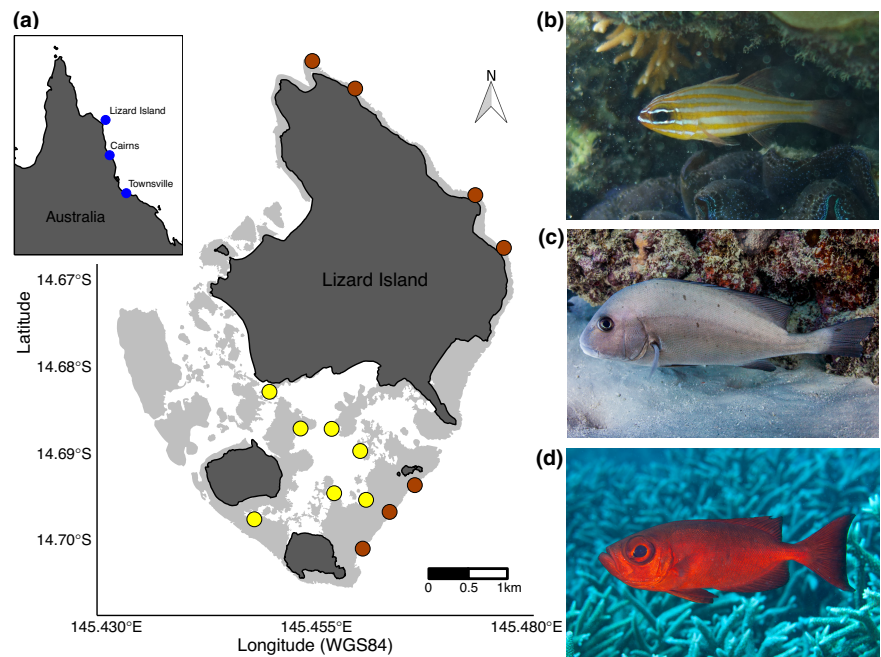 (a)
Lizard Island
Cairns
Townsville
Australia
N
Lizard Island
Latitude
14.67°S
14.68°S
14.69°S
14.70°S
0 0.5 1km
145.430°E 145.455°E 145.480°E
Longitude (WGS84)
(b)
(c)
(d)